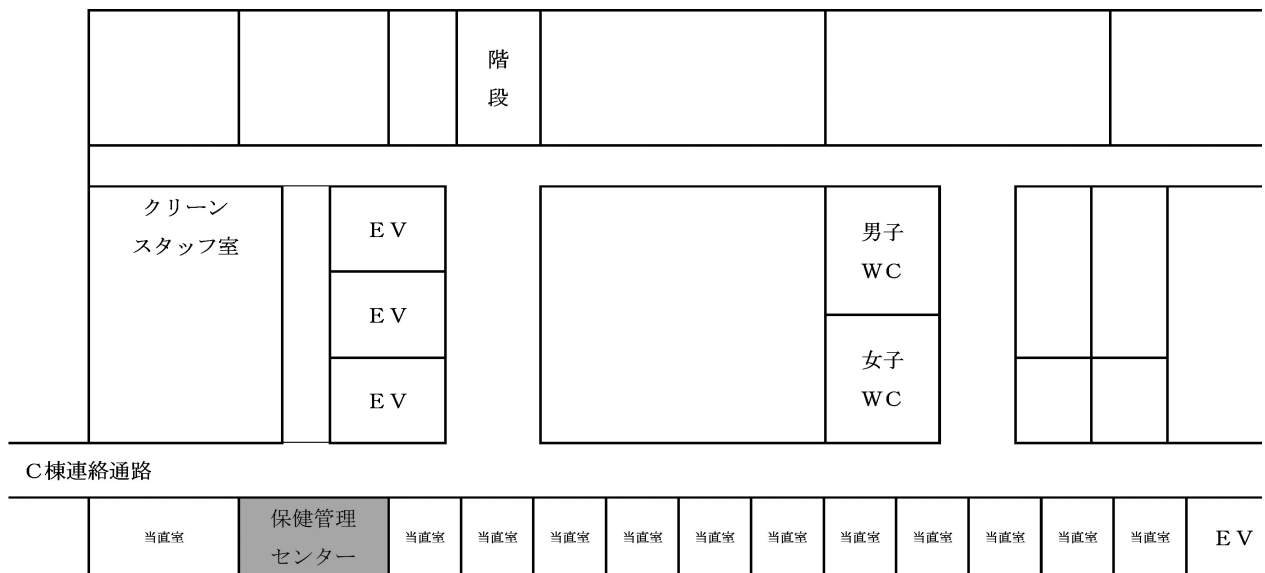 階
段
クリーン
スタッフ室
ＥＶ
ＥＶ
ＥＶ
男子
ＷＣ
女子
ＷＣ
Ｃ棟連絡通路
当直室
保健管理
センター
当直室
当直室
当直室
当直室
当直室
当直室
当直室
当直室
当直室
当直室
当直室
ＥＶ